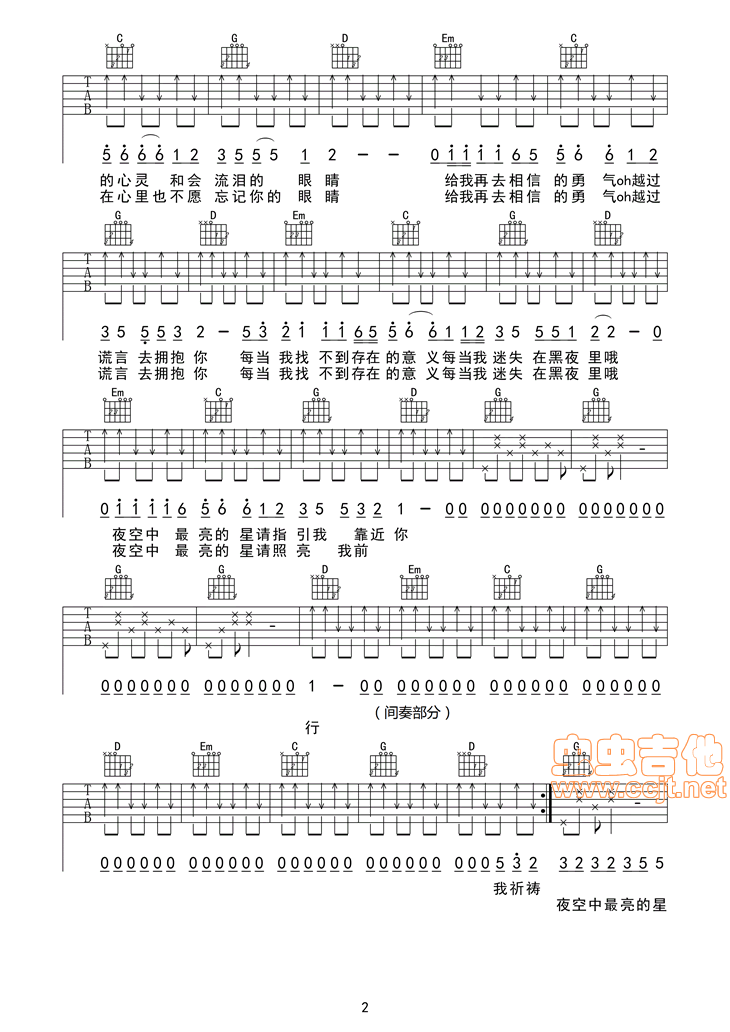 C G D Em C
T
A
B
5 6 6 6 1 2 3 5 5 5 1 2 - - 0 1 1 1 6 5 5 6 6 1 2
的心灵 和会 流泪的 眼睛 给我再去相信 的勇 气oh越过
在心里也不愿 忘记你的 眼睛 给我再去相信 的勇 气oh越过
G D Em C G D
T
A
B
3 5 5 5 3 2 - 5 3 2 1 1 1 6 5 5 6 6 1 1 2 3 5 5 5 1 2 2 - 0
谎言 去拥抱你 每当 我找 不到存在 的意 义每当我 迷失 在黑夜 里哦
谎言 去拥抱你 每当 我找 不到存在 的意 义每当我 迷失 在黑夜 里哦
Em C G D G G
T
A
B
0 1 1 1 1 6 5 6 6 1 2 3 5 5 3 2 1 - 0 0 0 0 0 0 0 0 0 0 0 0 0 0 0 0
夜空中 最 亮的 星请指 引我 靠近 你
夜空中 最 亮的 星请照 亮 我前
G G D Em C G
T
A
B
0 0 0 0 0 0 0 0 0 0 0 0 0 0 1 - 0 0 0 0 0 0 0 0 0 0 0 0 0 0 0 0 0 0 0 0
(间奏部分)
行
D Em C G D G
T
A
B
0 0 0 0 0 0 0 0 0 0 0 0 0 0 0 0 0 0 0 0 0 0 0 0 0 0 0 0 0 5 3 2 3 2 3 2 3 5 5
我祈祷
夜空中最亮的星
虫虫吉他
www.ccjt.net
2